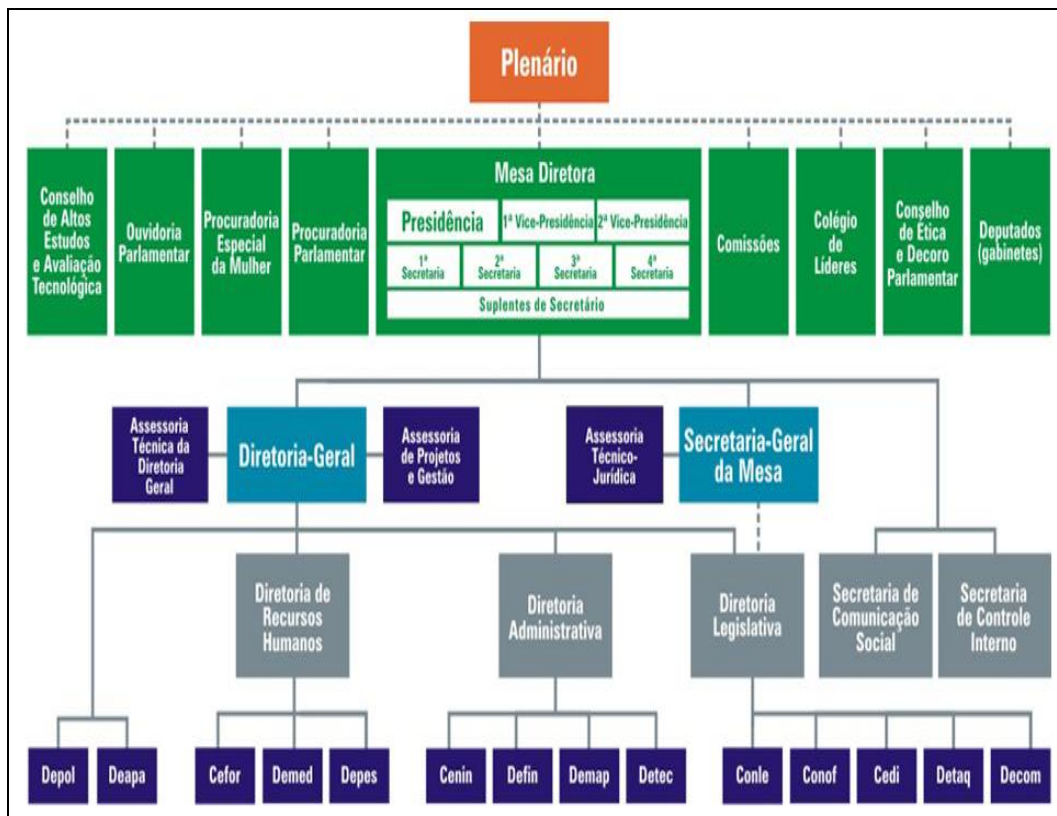 Plenário
Conselho
de Altos
Estudos
e Avaliação
Tecnológica
Ouvidoria
Parlamentar
Procuradoria
Especial
da Mulher
Procuradoria
Parlamentar
Mesa Diretora
Presidência
1ª Vice-Presidência
2ª Vice-Presidência
1ª
Secretaria
2ª
Secretaria
3ª
Secretaria
4ª
Secretaria
Suplentes de Secretário
Comissões
Colégio
de
Líderes
Conselho
de Ética
e Decoro
Parlamentar
Deputados
(gabinetes)
Assessoria
Técnica da
Diretoria
Geral
Diretoria-Geral
Assessoria
de Projetos
e Gestão
Assessoria
Técnico-
Jurídica
Secretaria-Geral
da Mesa
Diretoria de
Recursos
Humanos
Diretoria
Administrativa
Diretoria
Legislativa
Secretaria de
Comunicação
Social
Secretaria
de Controle
Interno
Depol
Deapa
Cefor
Demed
Depes
Cenin
Defin
Demap
Detec
Conle
Conof
Cedi
Detaq
Decom